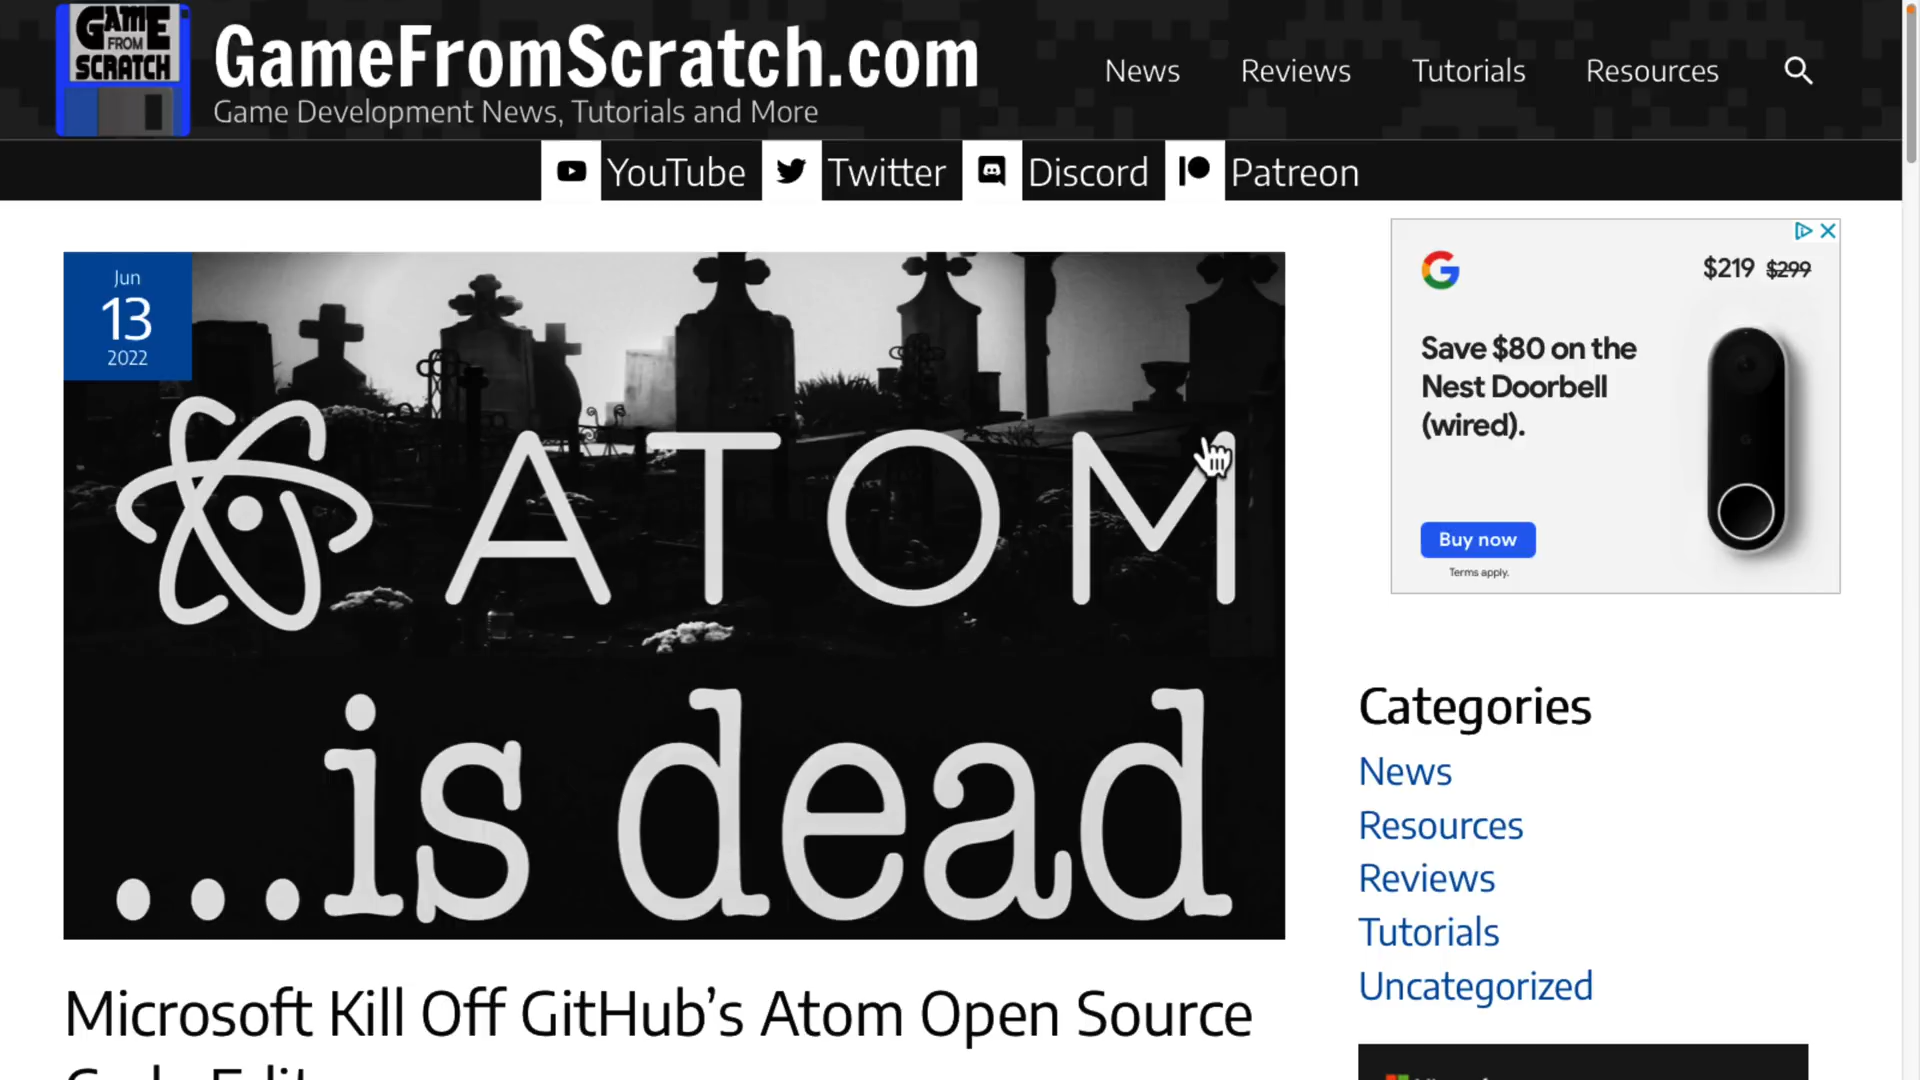 GAME
FROM
SCRATCH
GameFromScratch.com
Game Development News, Tutorials and More
News
Reviews
Tutorials
Resources
YouTube
Twitter
Discord
Patreon
Jun
13
2022
ATOM
...is dead
$219 $299
Save $80 on the
Nest Doorbell
(wired).
Buy now
Terms apply.
Categories
News
Resources
Reviews
Tutorials
Uncategorized
Microsoft Kill Off GitHub’s Atom Open Source